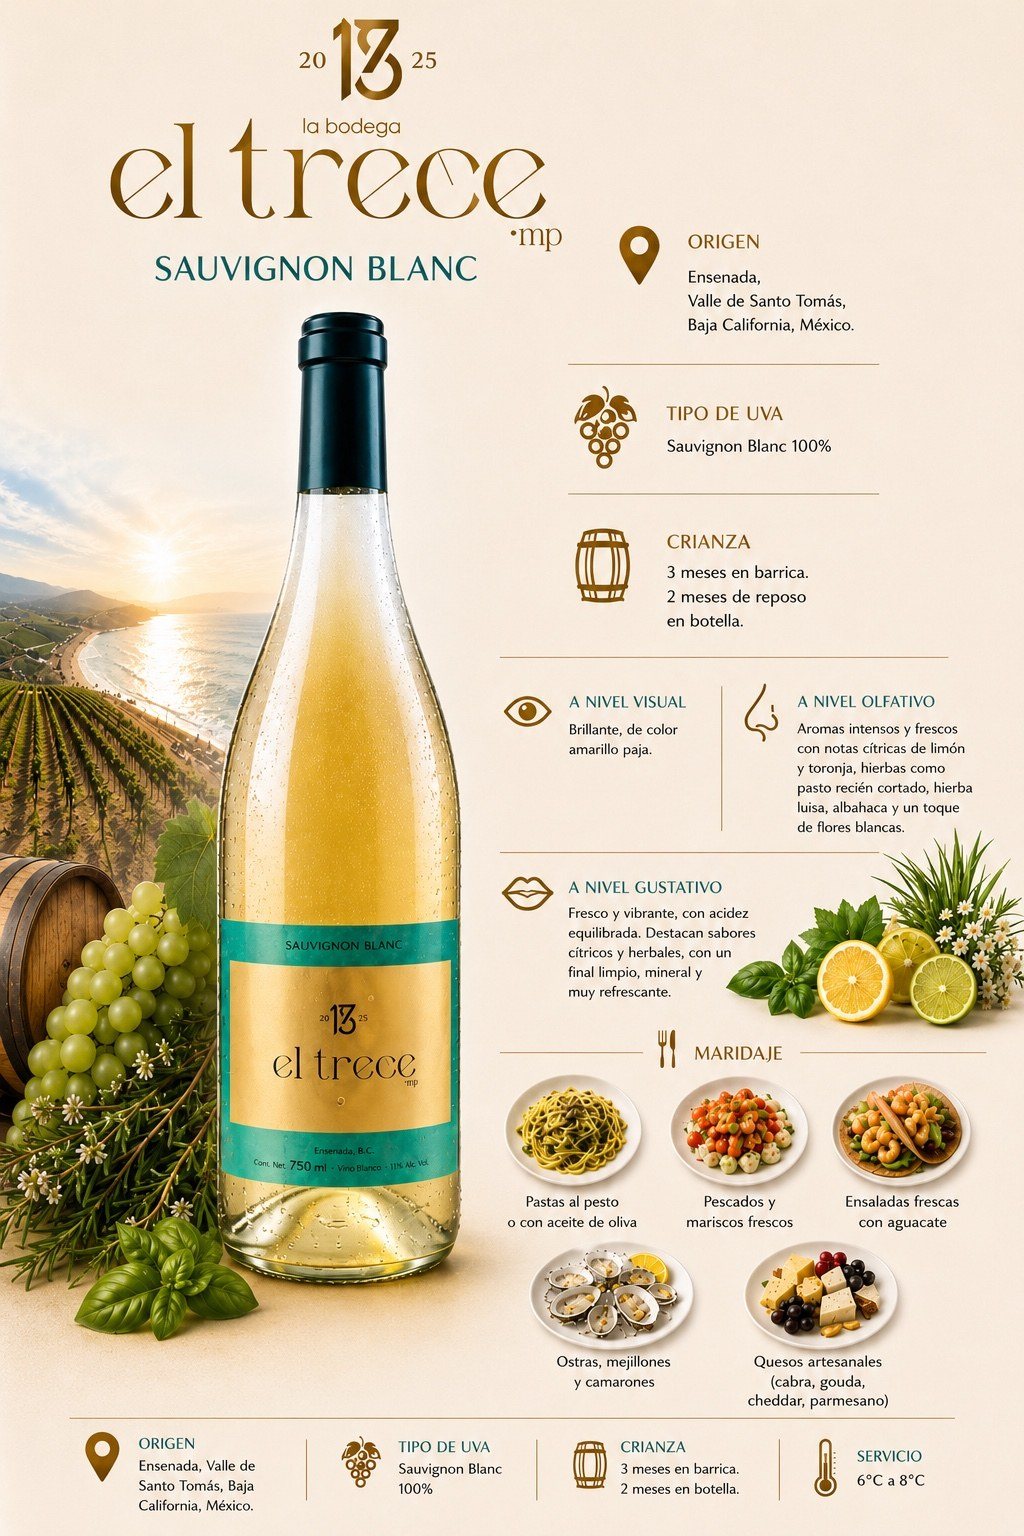 20 13 25
la bodega
el trece
•mp
SAUVIGNON BLANC
ORIGEN
Ensenada,
Valle de Santo Tomás,
Baja California, México.
TIPO DE UVA
Sauvignon Blanc 100%
CRIANZA
3 meses en barrica.
2 meses de reposo
en botella.
A NIVEL VISUAL
Brillante, de color
amarillo paja.
A NIVEL OLFATIVO
Aromas intensos y frescos
con notas cítricas de limón
y toronja, hierbas como
pasto recién cortado, hierba
luisa, albahaca y un toque
de flores blancas.
A NIVEL GUSTATIVO
Fresco y vibrante, con acidez
equilibrada. Destacan sabores
cítricos y herbales, con un
final limpio, mineral y
muy refrescante.
SAUVIGNON BLANC
20 13 25
el trece
•mp
Ensenada, B.C.
Cont. Net. 750 ml · Vino Blanco · 11% Alc. Vol.
MARIDAJE
Pastas al pesto
o con aceite de oliva
Pescados y
mariscos frescos
Ensaladas frescas
con aguacate
Ostras, mejillones
y camarones
Quesos artesanales
(cabra, gouda,
cheddar, parmesano)
ORIGEN
Ensenada, Valle de
Santo Tomás, Baja
California, México.
TIPO DE UVA
Sauvignon Blanc
100%
CRIANZA
3 meses en barrica.
2 meses en botella.
SERVICIO
6°C a 8°C